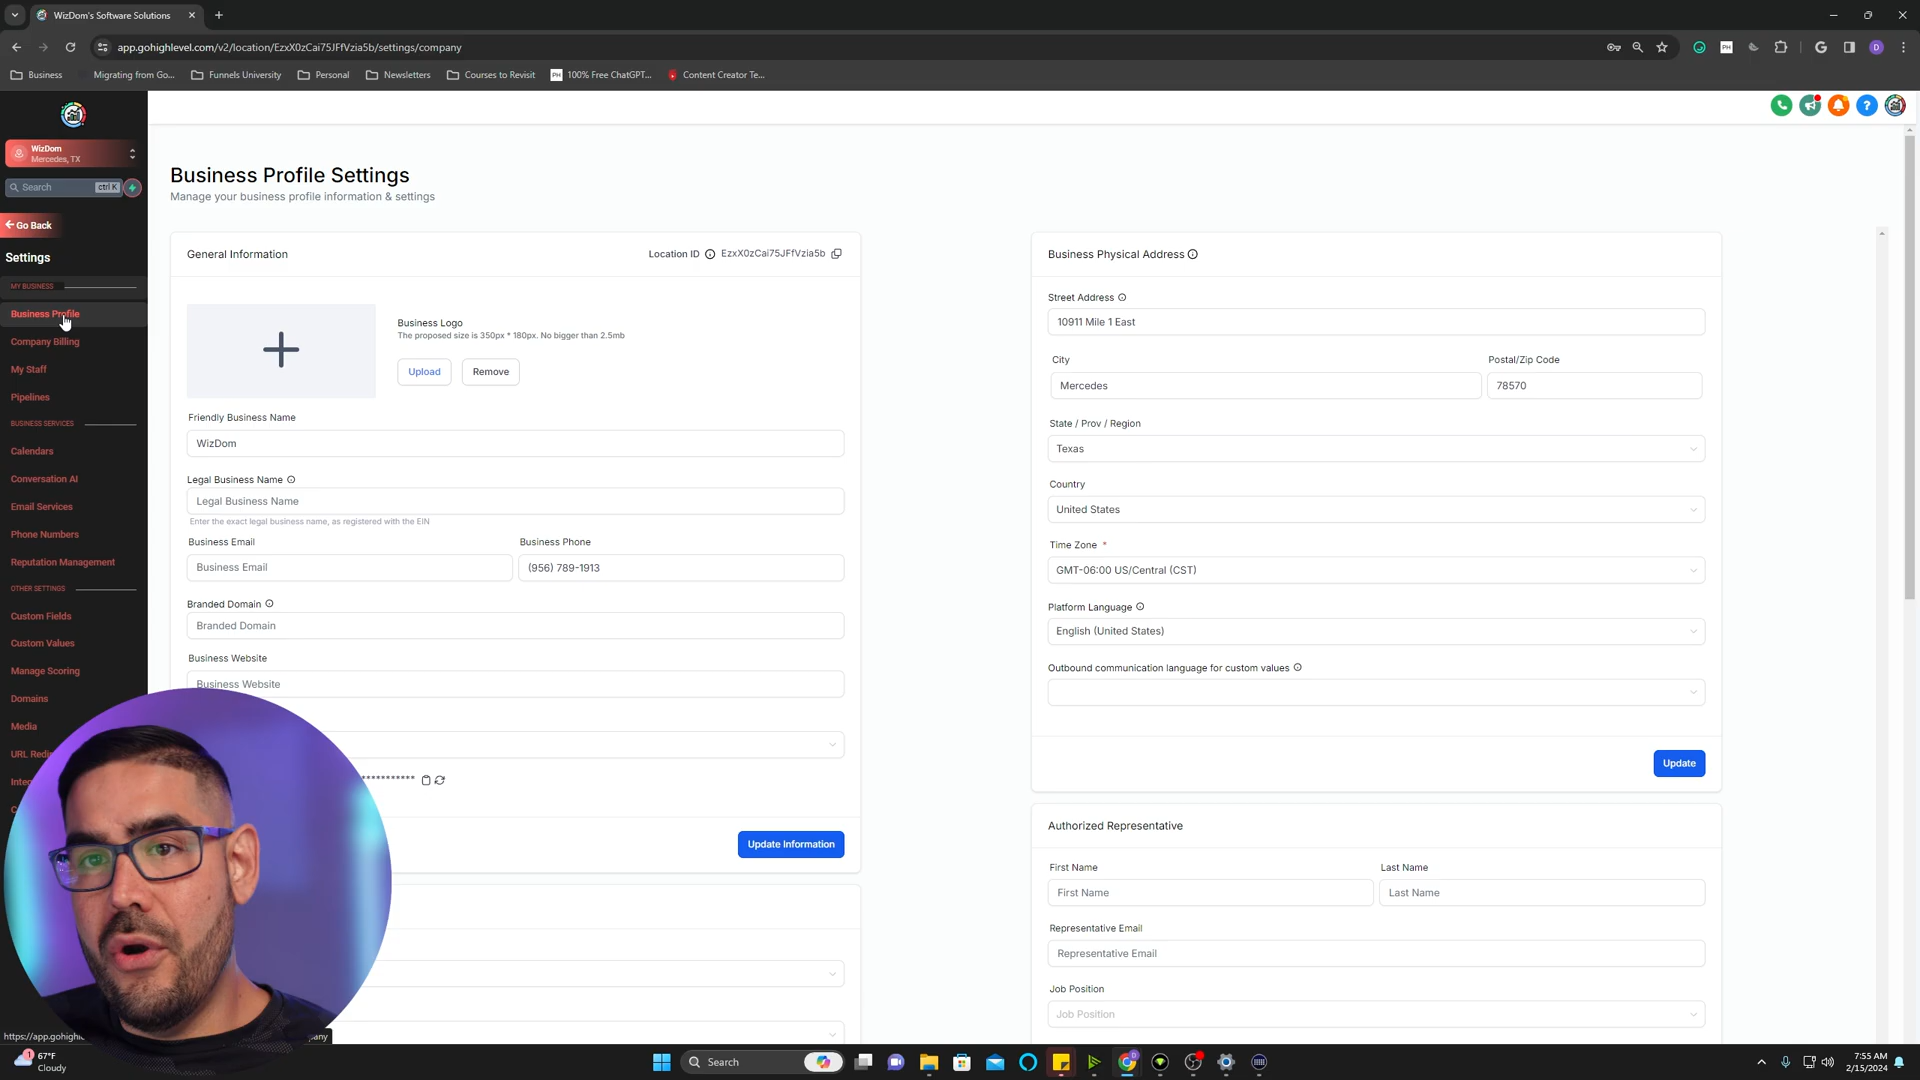 WizDom's Software Solutions
app.gohighlevel.com/v2/location/EzxX0zCai75JFfVzia5b/settings/company
PH
G
D
Business
Migrating from Go...
Funnels University
Personal
Newsletters
Courses to Revisit
PH 100% Free ChatGPT...
Content Creator Te...
WizDom
Mercedes, TX
Search
ctrl K
Go Back
Settings
MY BUSINESS
Business Profile
Company Billing
My Staff
Pipelines
BUSINESS SERVICES
Calendars
Conversation AI
Email Services
Phone Numbers
Reputation Management
OTHER SETTINGS
Custom Fields
Custom Values
Manage Scoring
Domains
Media
URL Redir
Inte
Business Profile Settings
Manage your business profile information & settings
General Information
Location ID
EzxX0zCai75JFfVzia5b
Business Logo
The proposed size is 350px * 180px. No bigger than 2.5mb
Upload
Remove
Friendly Business Name
WizDom
Legal Business Name
Legal Business Name
Enter the exact legal business name, as registered with the EIN
Business Email
Business Phone
Business Email
(956) 789-1913
Branded Domain
Branded Domain
Business Website
Business Website
***********
Update Information
Business Physical Address
Street Address
10911 Mile 1 East
City
Postal/Zip Code
Mercedes
78570
State / Prov / Region
Texas
Country
United States
Time Zone *
GMT-06:00 US/Central (CST)
Platform Language
English (United States)
Outbound communication language for custom values
Update
Authorized Representative
First Name
Last Name
First Name
Last Name
Representative Email
Representative Email
Job Position
Job Position
https://app.gohighl
pany
1
67°F
Cloudy
Search
7:55 AM
2/15/2024